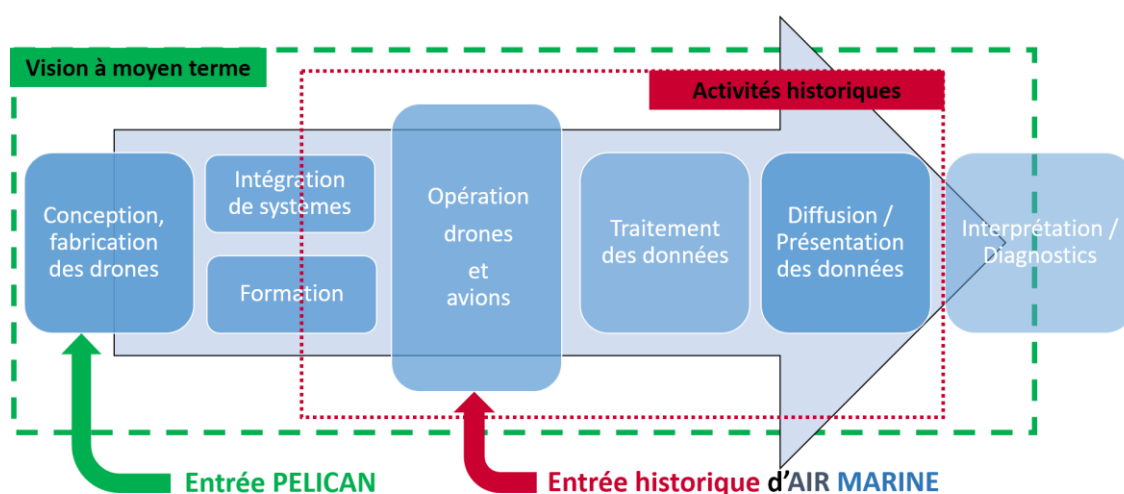 Vision à moyen terme
Activités historiques
Conception,
fabrication
des drones
Intégration
de systèmes
Formation
Opération
drones
et
avions
Traitement
des données
Diffusion /
Présentation
des données
Interprétation /
Diagnostics
Entrée PELICAN
Entrée historique d'AIR MARINE